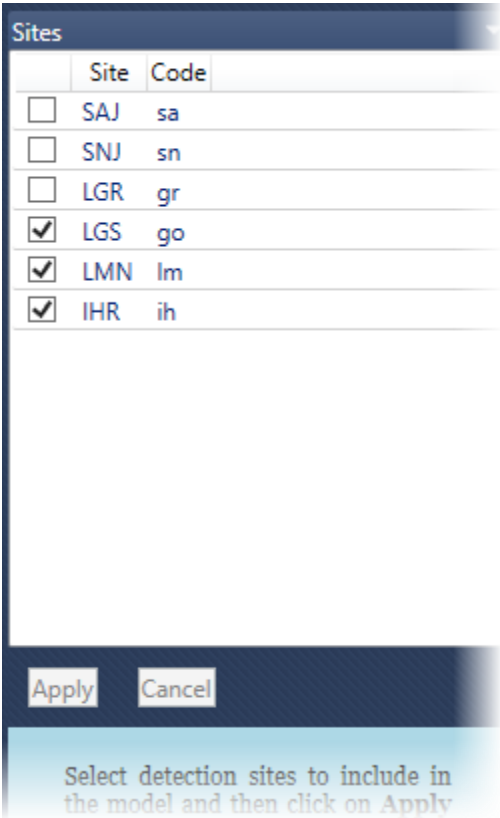 Sites
Site Code
SAJ sa
SNJ sn
LGR gr
LGS go
LMN lm
IHR ih
Apply Cancel
Select detection sites to include in
the model and then click on Apply